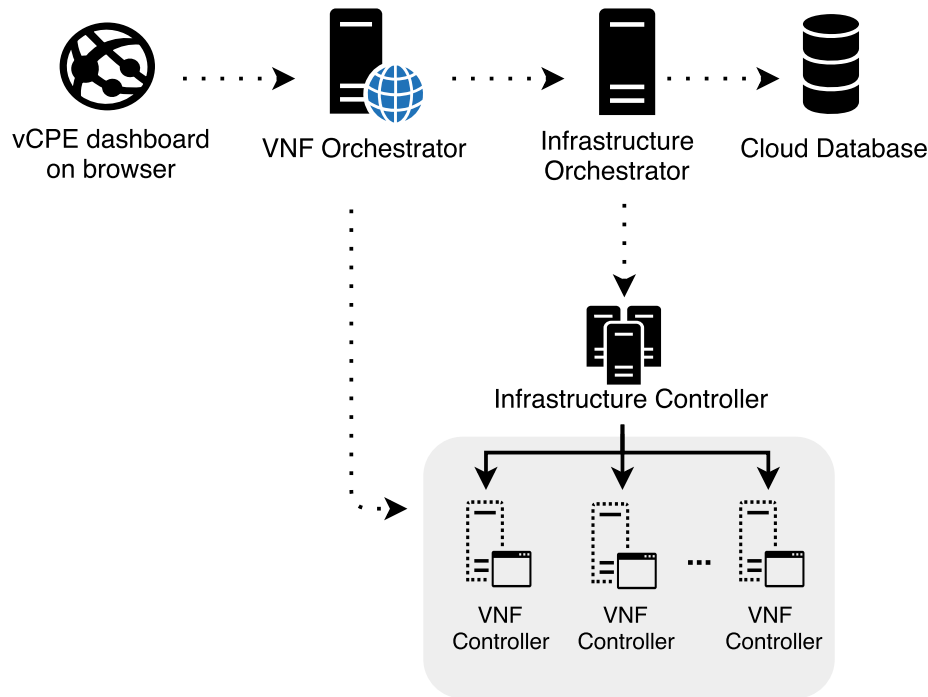 vCPE dashboard
on browser
VNF Orchestrator
Infrastructure
Orchestrator
Cloud Database
Infrastructure Controller
...
VNF
Controller
VNF
Controller
VNF
Controller